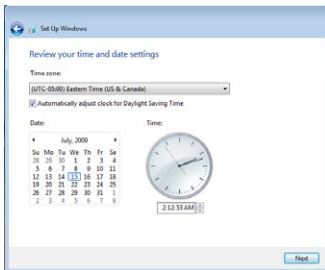 Set Up Windows
Review your time and date settings
Time zone:
(UTC-05:00) Eastern Time (US & Canada)
Automatically adjust clock for Daylight Saving Time
Date:
Time:
July, 2009
Su Mo Tu We Th Fr Sa
28 29 30 1 2 3 4
5 6 7 8 9 10 11
12 13 14 15 16 17 18
19 20 21 22 23 24 25
26 27 28 29 30 31 1
2 3 4 5 6 7 8
2:12:53 AM
Next